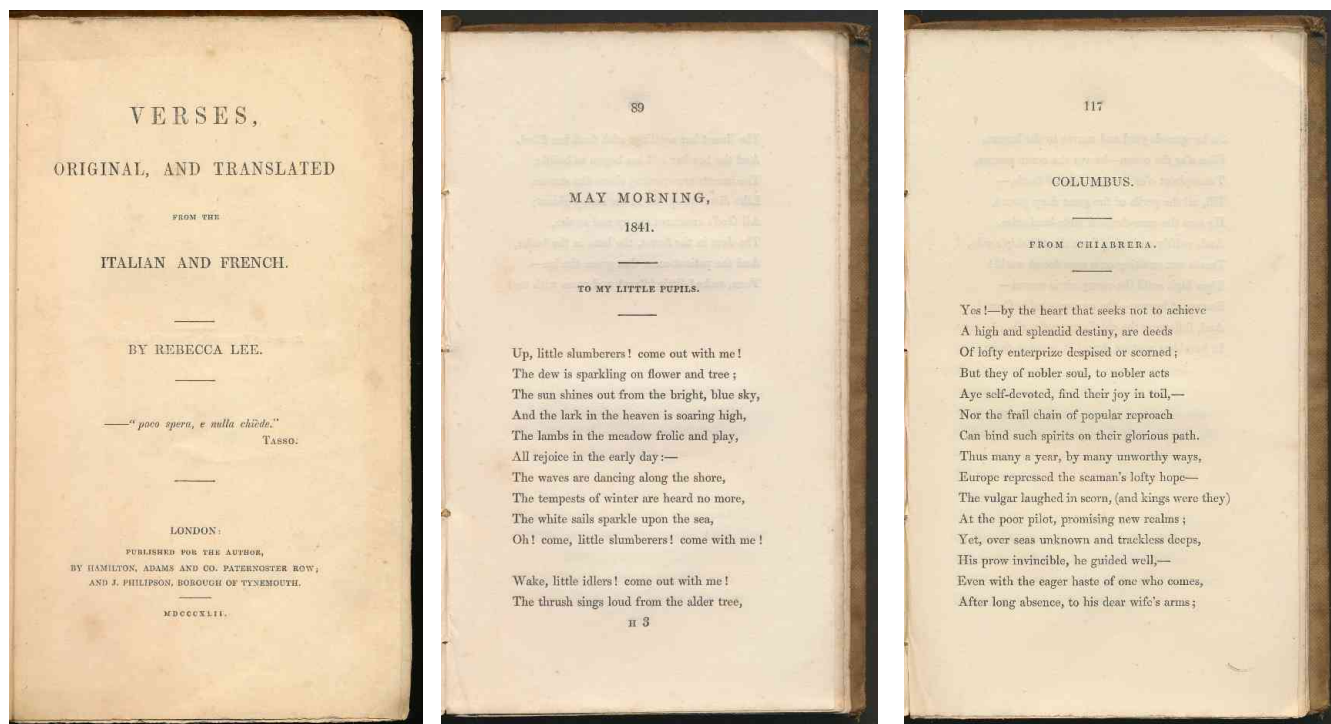 VERSES,
ORIGINAL, AND TRANSLATED
FROM THE
ITALIAN AND FRENCH.
BY REBECCA LEE.
——“poco spera, e nulla chiede.”
TASSO.
LONDON:
PUBLISHED FOR THE AUTHOR,
BY HAMILTON, ADAMS AND CO. PATERNOSTER ROW;
AND J. PHILIPSON, BOROUGH OF TYNEMOUTH.
MDCCCXLII.
89
MAY MORNING,
1841.
TO MY LITTLE PUPILS.
Up, little slumberers! come out with me!
The dew is sparkling on flower and tree;
The sun shines out from the bright, blue sky,
And the lark in the heaven is soaring high,
The lambs in the meadow frolic and play,
All rejoice in the early day:—
The waves are dancing along the shore,
The tempests of winter are heard no more,
The white sails sparkle upon the sea,
Oh! come, little slumberers! come with me!
Wake, little idlers! come out with me!
The thrush sings loud from the alder tree,
H 3
117
COLUMBUS.
FROM CHIABRERA.
Yes!—by the heart that seeks not to achieve
A high and splendid destiny, are deeds
Of lofty enterprize despised or scorned;
But they of nobler soul, to nobler acts
Aye self-devoted, find their joy in toil,—
Nor the frail chain of popular reproach
Can bind such spirits on their glorious path.
Thus many a year, by many unworthy ways,
Europe repressed the seaman's lofty hope—
The vulgar laughed in scorn, (and kings were they)
At the poor pilot, promising new realms;
Yet, over seas unknown and trackless deeps,
His prow invincible, he guided well,—
Even with the eager haste of one who comes,
After long absence, to his dear wife's arms;